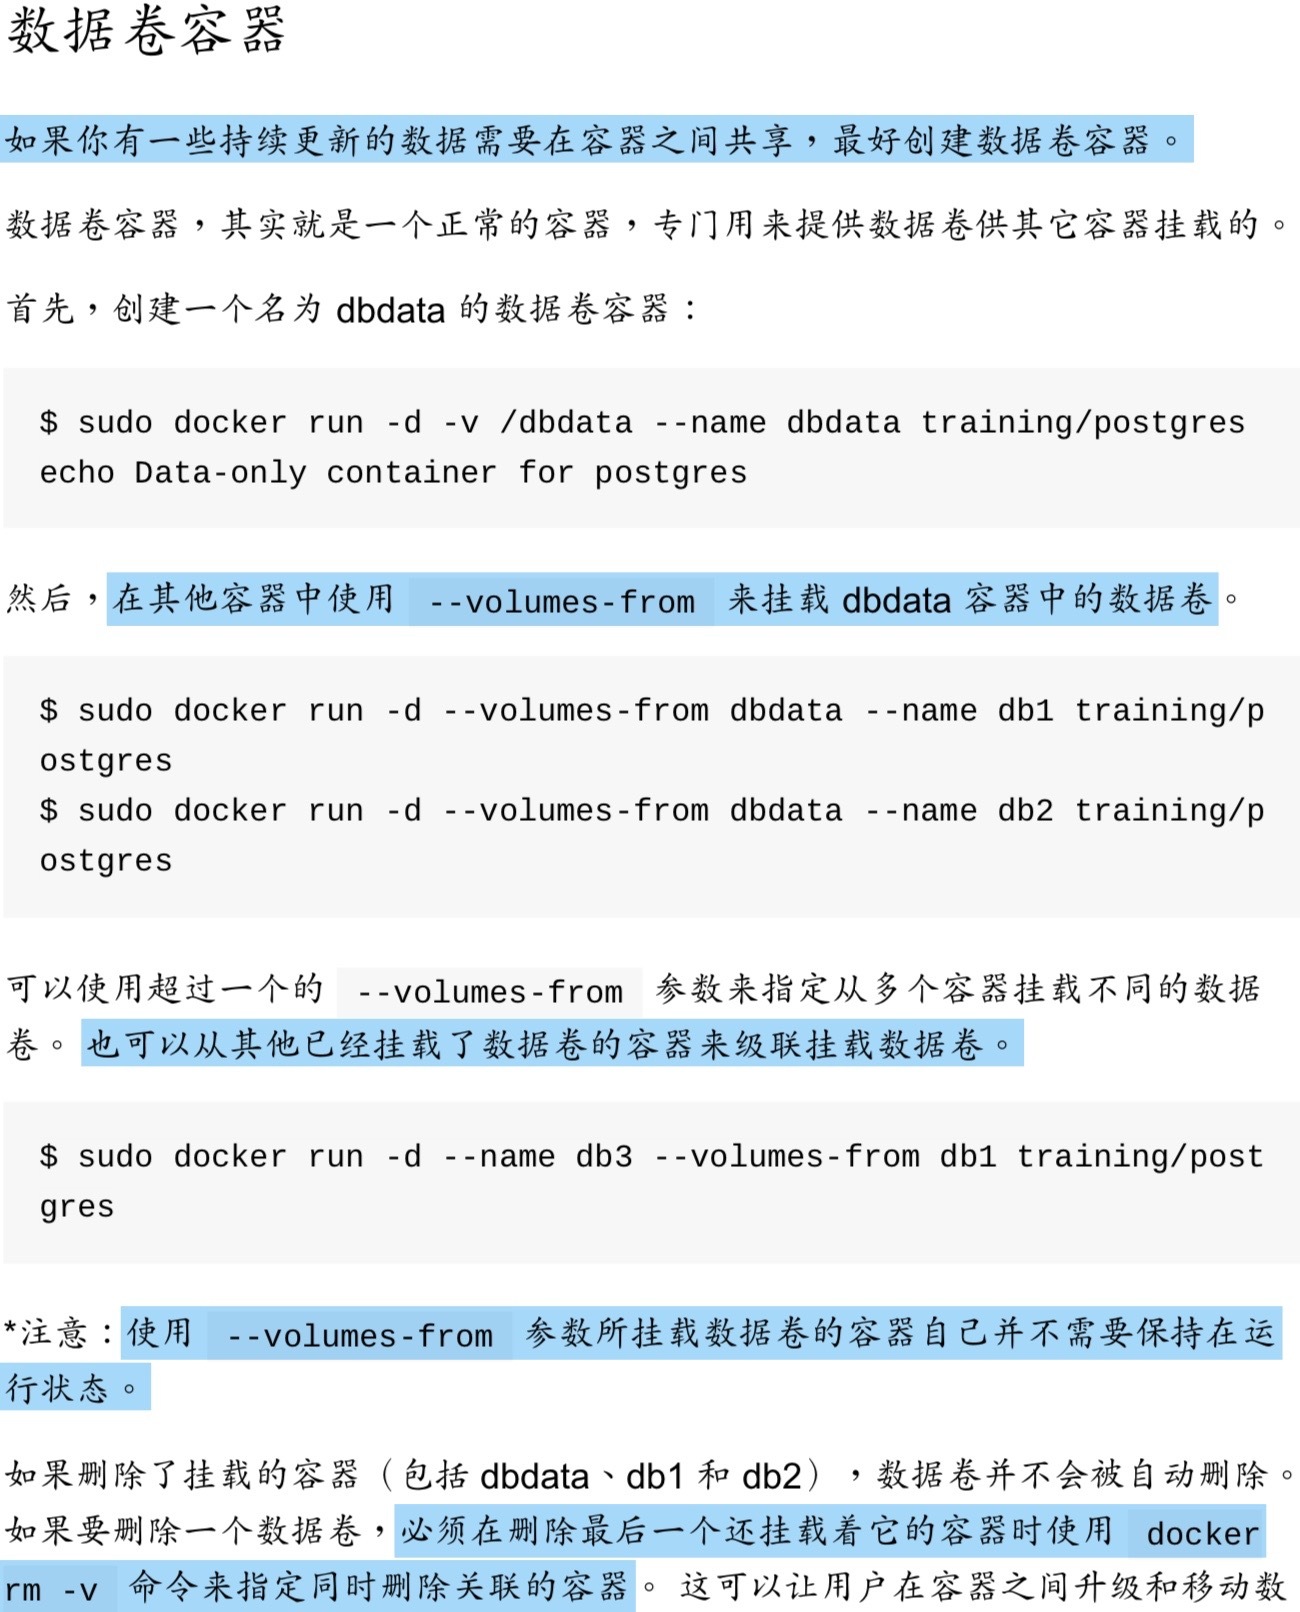 数据卷容器
如果你有一些持续更新的数据需要在容器之间共享，最好创建数据卷容器。
数据卷容器，其实就是一个正常的容器，专门用来提供数据卷供其它容器挂载的。
首先，创建一个名为 dbdata 的数据卷容器：
$ sudo docker run -d -v /dbdata --name dbdata training/postgres
echo Data-only container for postgres
然后，在其他容器中使用 --volumes-from 来挂载 dbdata 容器中的数据卷。
$ sudo docker run -d --volumes-from dbdata --name db1 training/p
ostgres
$ sudo docker run -d --volumes-from dbdata --name db2 training/p
ostgres
可以使用超过一个的 --volumes-from 参数来指定从多个容器挂载不同的数据
卷。 也可以从其他已经挂载了数据卷的容器来级联挂载数据卷。
$ sudo docker run -d --name db3 --volumes-from db1 training/post
gres
*注意：使用 --volumes-from 参数所挂载数据卷的容器自己并不需要保持在运
行状态。
如果删除了挂载的容器（包括 dbdata、db1 和 db2），数据卷并不会被自动删除。
如果要删除一个数据卷，必须在删除最后一个还挂载着它的容器时使用 docker
rm -v 命令来指定同时删除关联的容器。 这可以让用户在容器之间升级和移动数